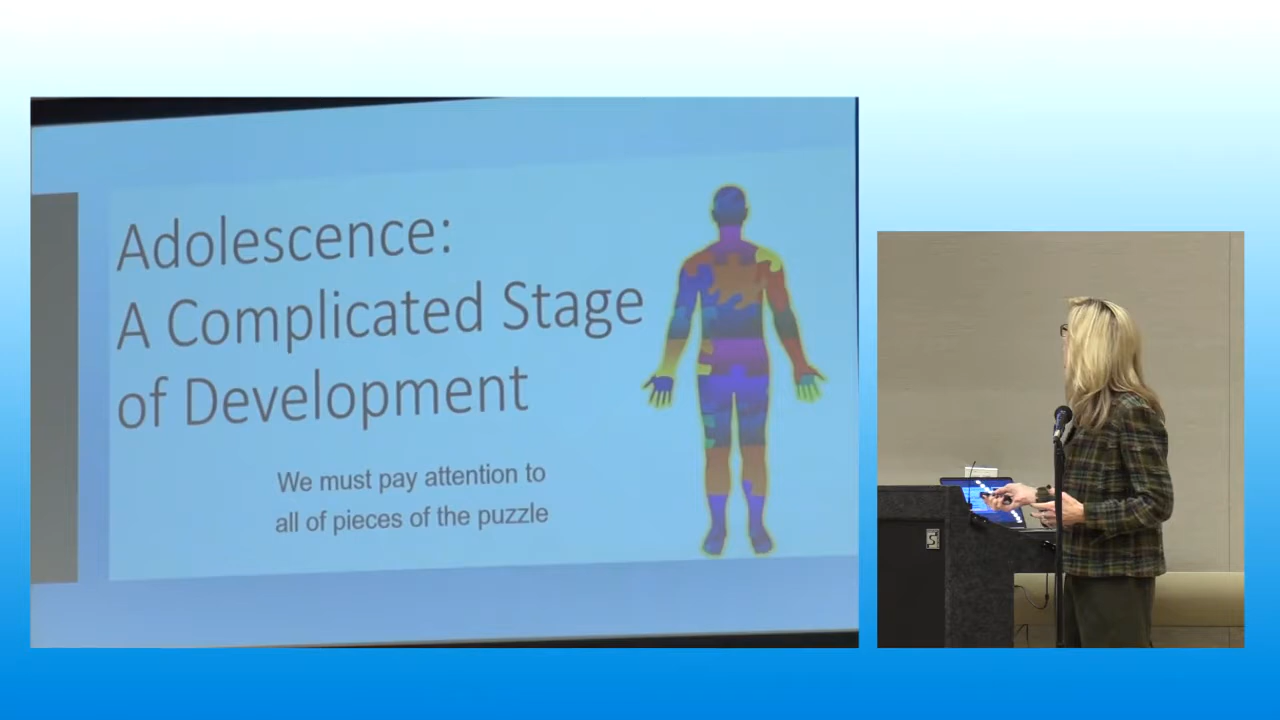 Adolescence:
A Complicated Stage
of Development
We must pay attention to
all of pieces of the puzzle